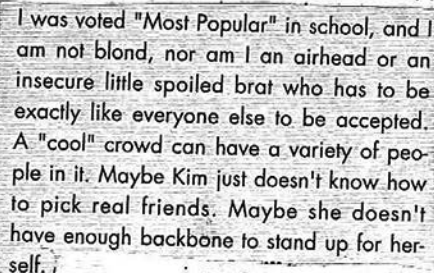 I was voted "Most Popular" in school, and I
am not blond, nor am I an airhead or an
insecure little spoiled brat who has to be
exactly like everyone else to be accepted.
A "cool" crowd can have a variety of peo-
ple in it. Maybe Kim just doesn't know how
to pick real friends. Maybe she doesn't
have enough backbone to stand up for her-
self.